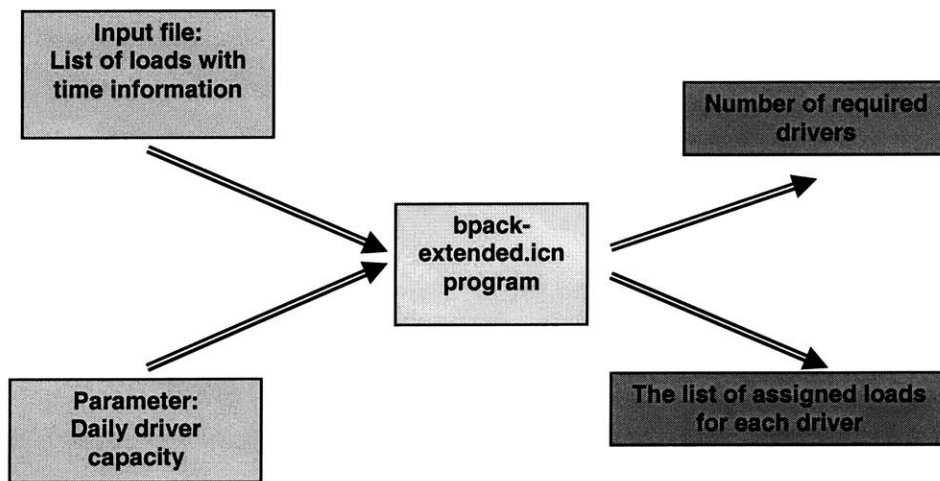 Input file:
List of loads with
time information
Number of required
drivers
bpack-
extended.icn
program
Parameter:
Daily driver
capacity
The list of assigned loads
for each driver